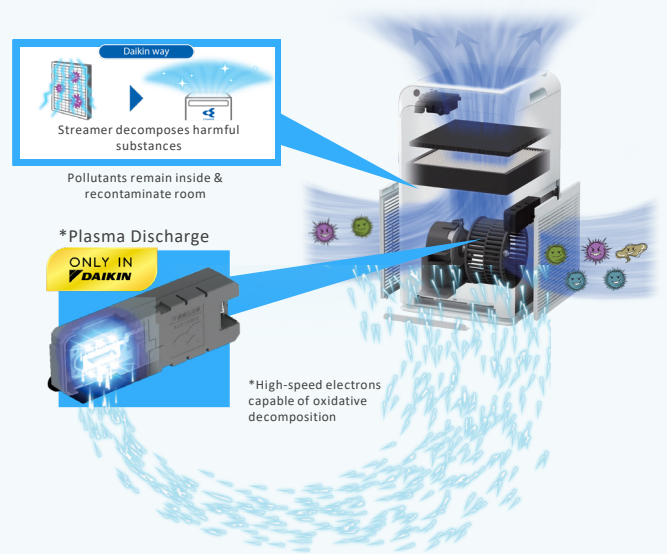 Daikin way
Streamer decomposes harmful
substances
Pollutants remain inside &
recontaminate room
*Plasma Discharge
ONLY IN
DAIKIN
*High-speed electrons
capable of oxidative
decomposition